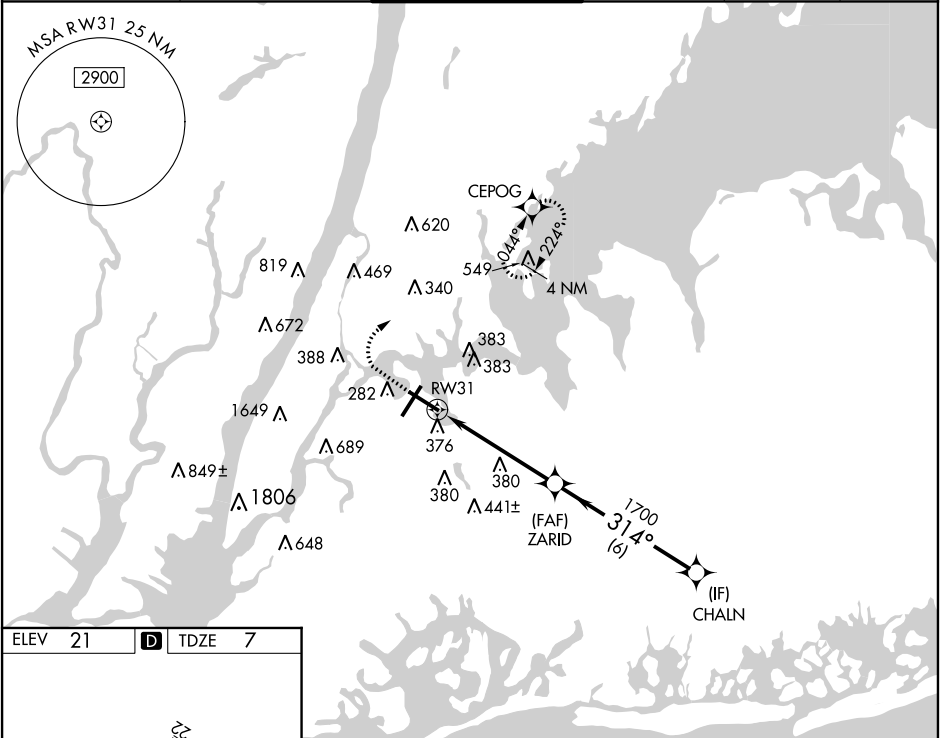 MSA RW31 25 NM
2900
CEPOG
620
044°
224°
819
469
549
4 NM
340
672
388
383
383
282
RW31
1649
376
689
849±
380
380
1806
441±
(FAF)
ZARID
1700
314°
(6)
648
(IF)
CHALN
ELEV 21
D
TDZE 7
22